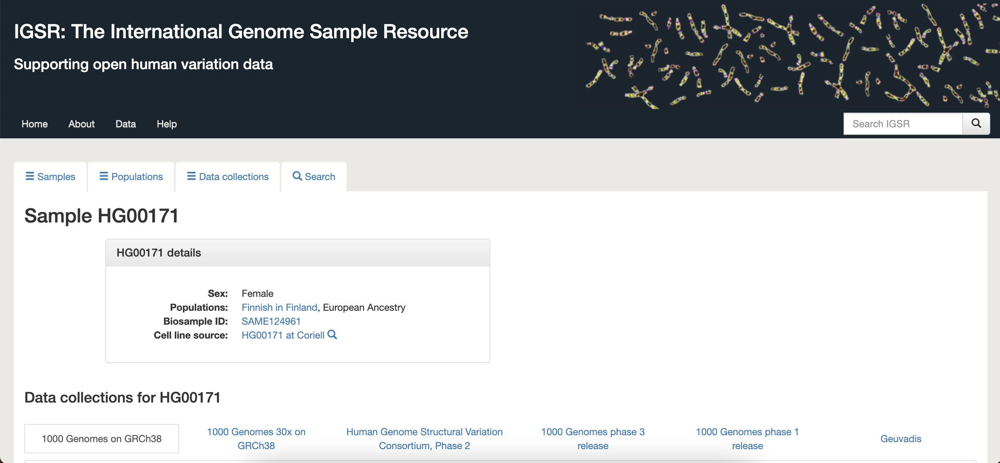 IGSR: The International Genome Sample Resource
Supporting open human variation data
Home About Data Help
Search IGSR
Samples Populations Data collections Search
Sample HG00171
HG00171 details
Sex: Female
Populations: Finnish in Finland, European Ancestry
Biosample ID: SAME124961
Cell line source: HG00171 at Coriell
Data collections for HG00171
1000 Genomes on GRCh38
1000 Genomes 30x on
GRCh38
Human Genome Structural Variation
Consortium, Phase 2
1000 Genomes phase 3
release
1000 Genomes phase 1
release
Geuvadis